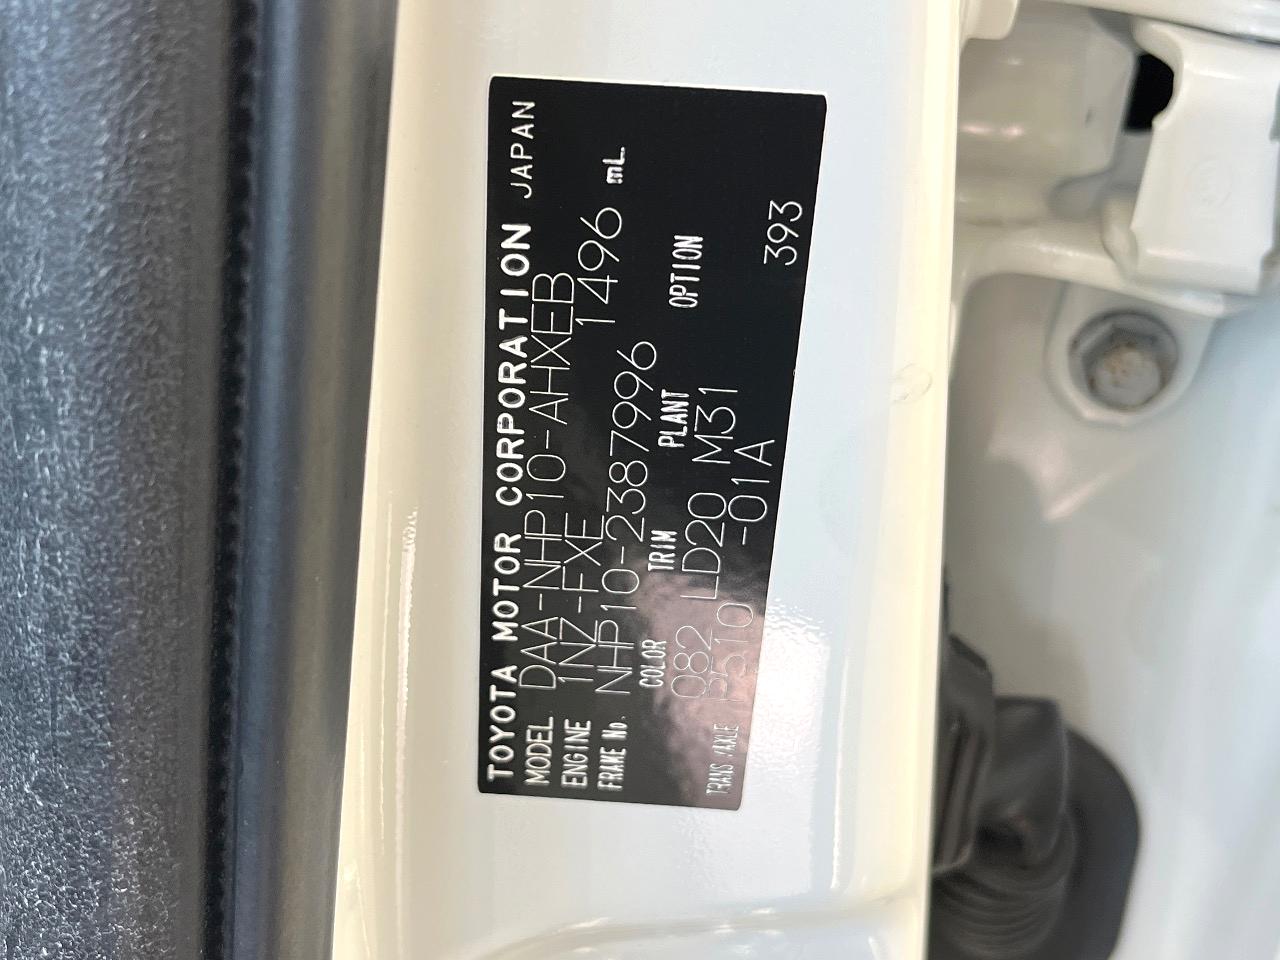 TOYOTA MOTOR CORPORATION JAPAN
MODEL DAA-NHP10-AHXEB
ENGINE 1NZ-FXE 1496 mL
FRAME No. NHP10-2387996
COLOR TRIM PLANT OPTION
082 LD20 M31
TRANS/AXLE P510 -01A 393